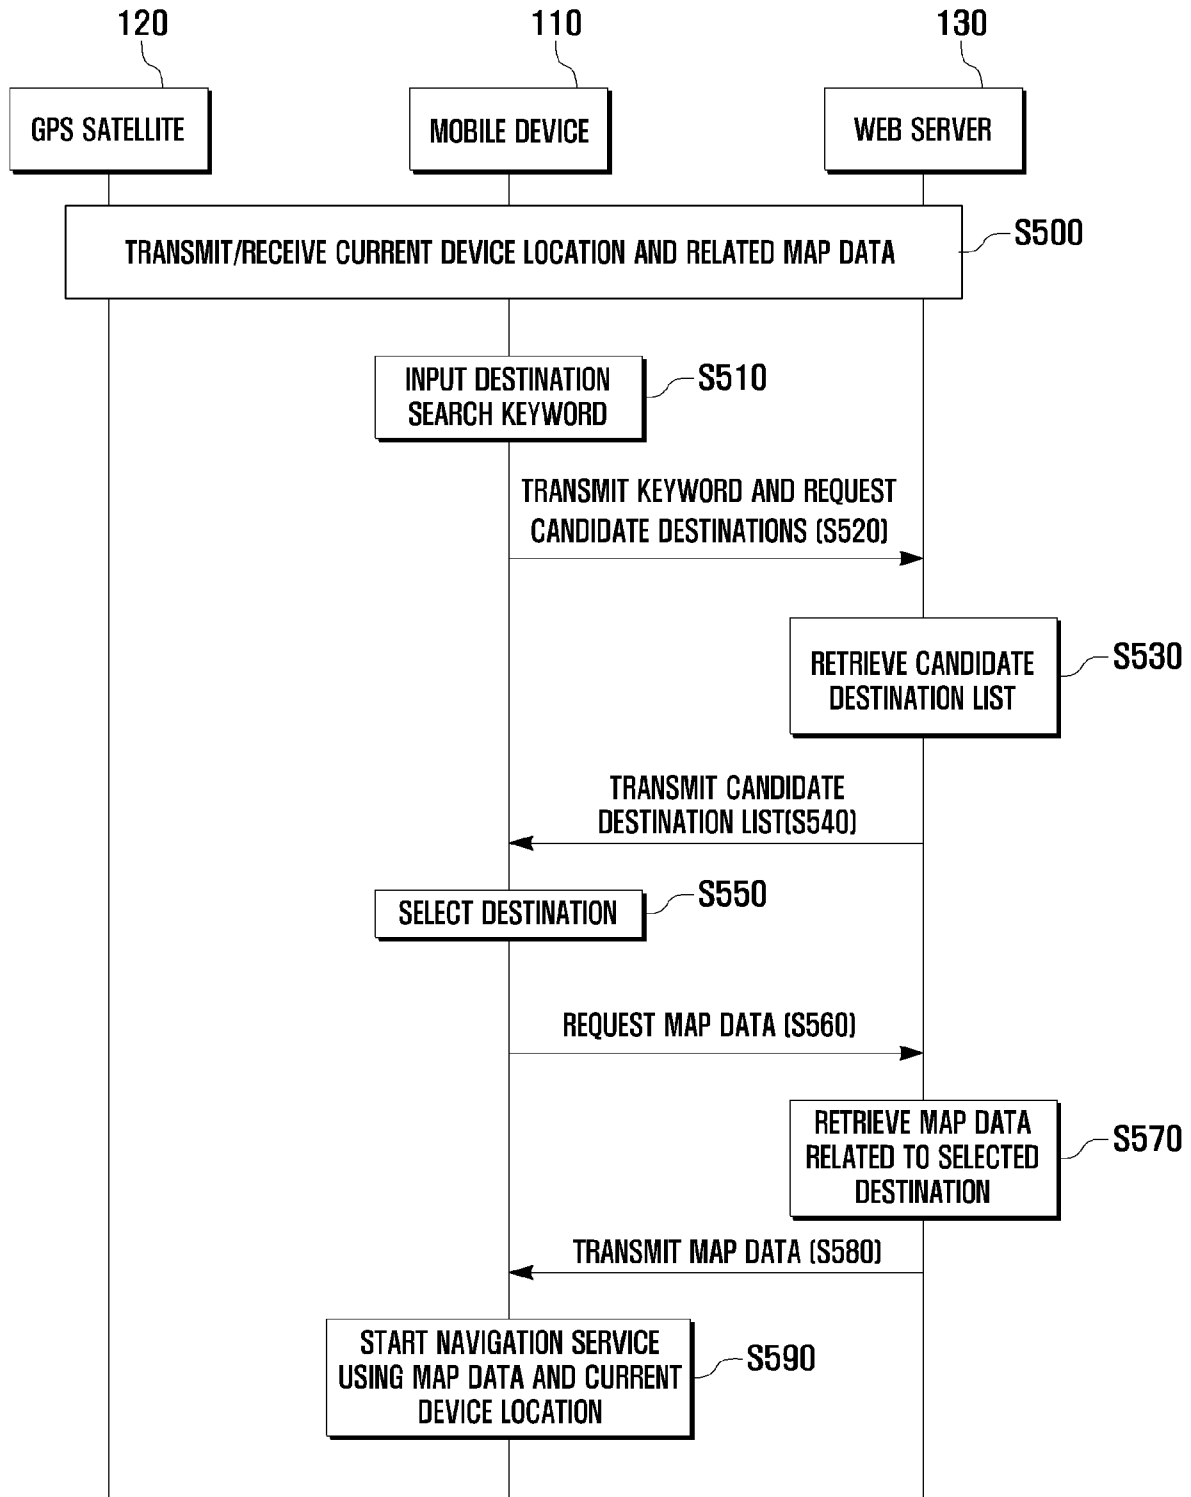 120
110
130
GPS SATELLITE
MOBILE DEVICE
WEB SERVER
TRANSMIT/RECEIVE CURRENT DEVICE LOCATION AND RELATED MAP DATA
S500
INPUT DESTINATION
SEARCH KEYWORD
S510
TRANSMIT KEYWORD AND REQUEST
CANDIDATE DESTINATIONS (S520)
RETRIEVE CANDIDATE
DESTINATION LIST
S530
TRANSMIT CANDIDATE
DESTINATION LIST(S540)
SELECT DESTINATION
S550
REQUEST MAP DATA (S560)
RETRIEVE MAP DATA
RELATED TO SELECTED
DESTINATION
S570
TRANSMIT MAP DATA (S580)
START NAVIGATION SERVICE
USING MAP DATA AND CURRENT
DEVICE LOCATION
S590